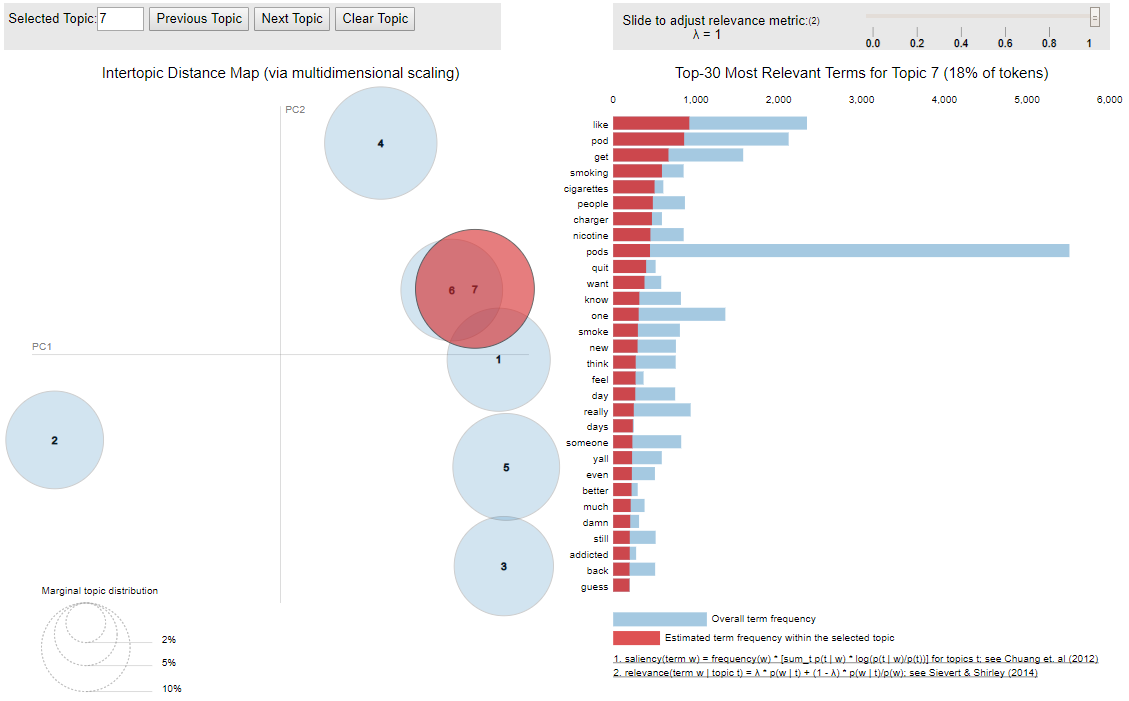 Selected Topic: 7 Previous Topic Next Topic Clear Topic
Slide to adjust relevance metric:(2)
λ = 1
0.0 0.2 0.4 0.6 0.8 1
Intertopic Distance Map (via multidimensional scaling)
PC2
PC1
4
6 7
1
2
5
3
Marginal topic distribution
2%
5%
10%
Top-30 Most Relevant Terms for Topic 7 (18% of tokens)
0 1,000 2,000 3,000 4,000 5,000 6,000
like
pod
get
smoking
cigarettes
people
charger
nicotine
pods
quit
want
know
one
smoke
new
think
feel
day
really
days
someone
yall
even
better
much
damn
still
addicted
back
guess
Overall term frequency
Estimated term frequency within the selected topic
1. saliency(term w) = frequency(w) * [sum_t p(t | w) * log(p(t | w)/p(t))] for topics t; see Chuang et. al (2012)
2. relevance(term w | topic t) = λ * p(w | t) + (1 - λ) * p(w | t)/p(w); see Sievert & Shirley (2014)